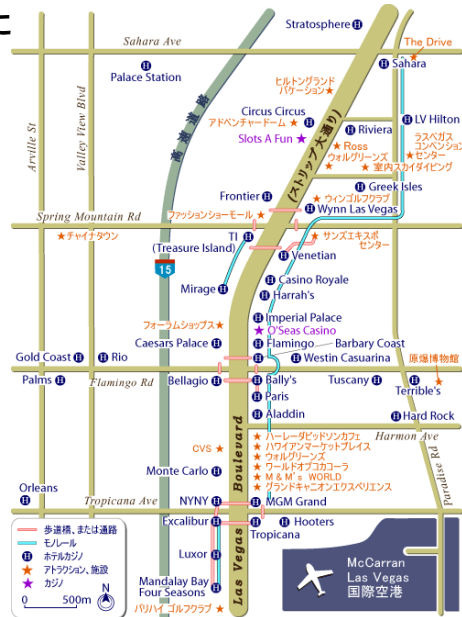 に
Stratosphere
Sahara Ave
The Drive
Sahara
Palace Station
ヒルトングランド
バケーション
Arville St
Valley View Blvd
高速道路
Circus Circus
アドベンチャードーム
Slots A Fun
(ストリップ大通り)
LV Hilton
Riviera
ラスベガス
コンベンション
センター
Ross
ウォルグリーンズ
室内スカイダイビング
Greek Isles
Frontier
ウィンゴルフクラブ
Wynn Las Vegas
Spring Mountain Rd
ファッションショーモール
チャイナタウン
TI
(Treasure Island)
サンズエキスポ
センター
Venetian
15
Mirage
Casino Royale
Harrah's
Imperial Palace
フォーラムショップス
O'Seas Casino
Caesars Palace
Flamingo
Barbary Coast
Gold Coast
Rio
Westin Casuarina
原爆博物館
Palms
Flamingo Rd
Bellagio
Bally's
Tuscany
Terrible's
Paris
Aladdin
Hard Rock
Harmon Ave
ハーレーダビッドソンカフェ
ハワイアンマーケットプレイス
ウォルグリーンズ
ワールドオブコカコーラ
M & M's WORLD
グランドキャニオンエクスペリエンス
CVS
Monte Carlo
Las Vegas Boulevard
Paradise Rd
Orleans
Tropicana Ave
NYNY
MGM Grand
Excalibur
Hooters
Tropicana
Luxor
Mandalay Bay
Four Seasons
バリハイ ゴルフクラブ
歩道橋、または通路
モノレール
H ホテルカジノ
アトラクション、施設
カジノ
0 500m
N
McCarran
Las Vegas
国際空港